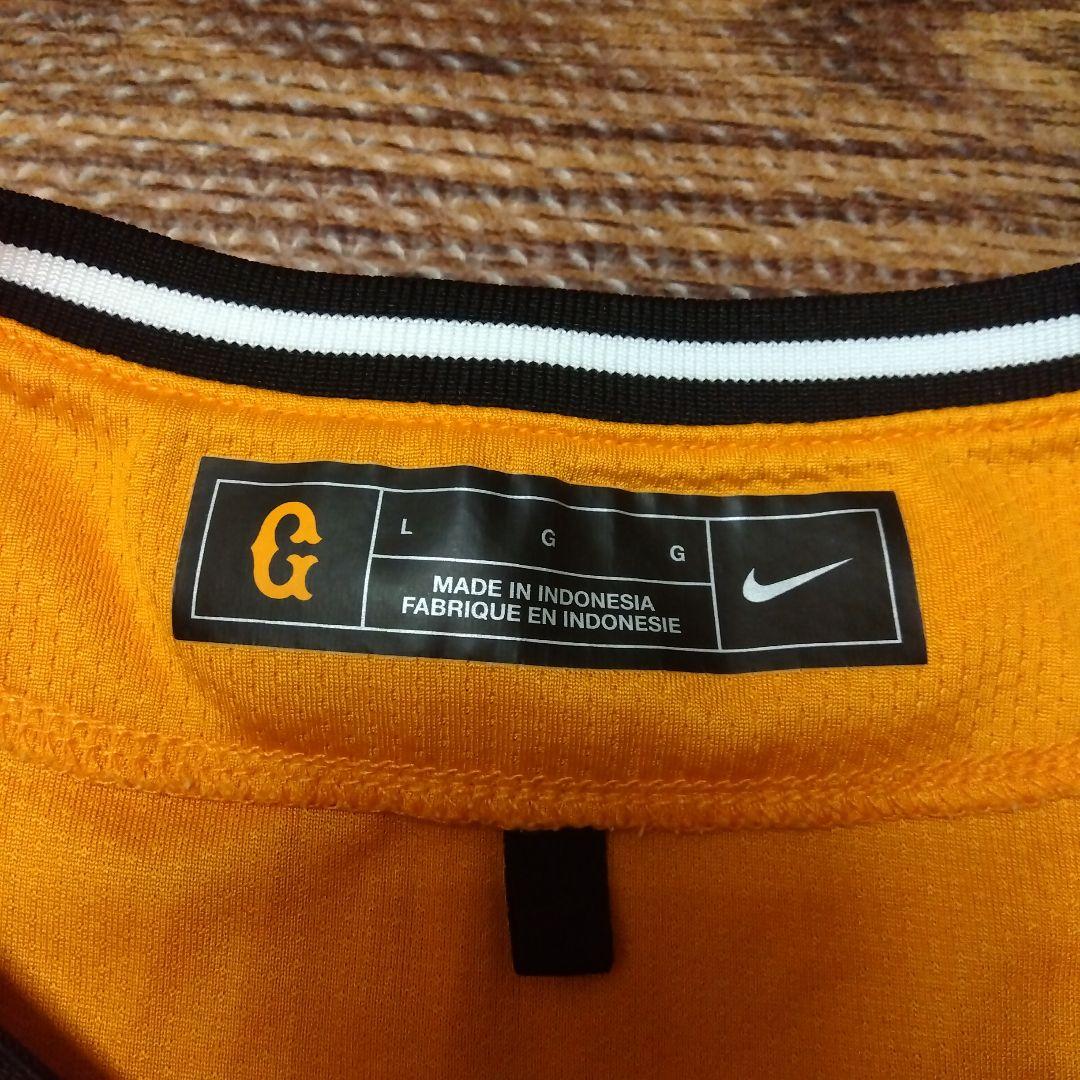 G
L G G
MADE IN INDONESIA
FABRIQUE EN INDONESIE